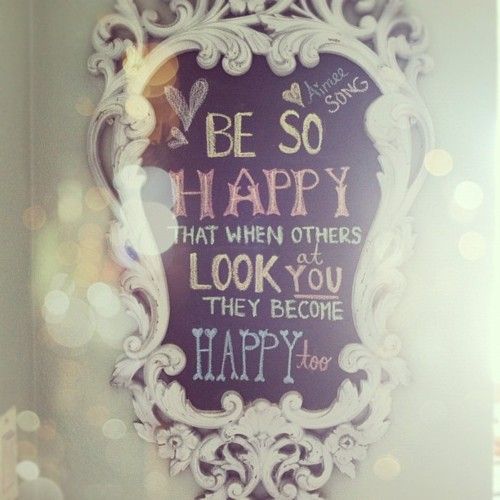 Aimee
SONG
BE SO
HAPPY
THAT WHEN OTHERS
LOOK at YOU
THEY BECOME
HAPPY too